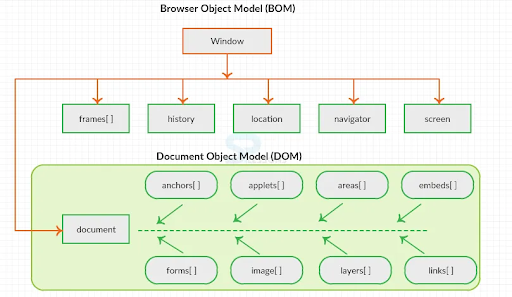 Browser Object Model (BOM)
Window
frames[ ]
history
location
navigator
screen
Document Object Model (DOM)
anchors[ ]
applets[ ]
areas[ ]
embeds[ ]
document
forms[ ]
image[ ]
layers[ ]
links[ ]